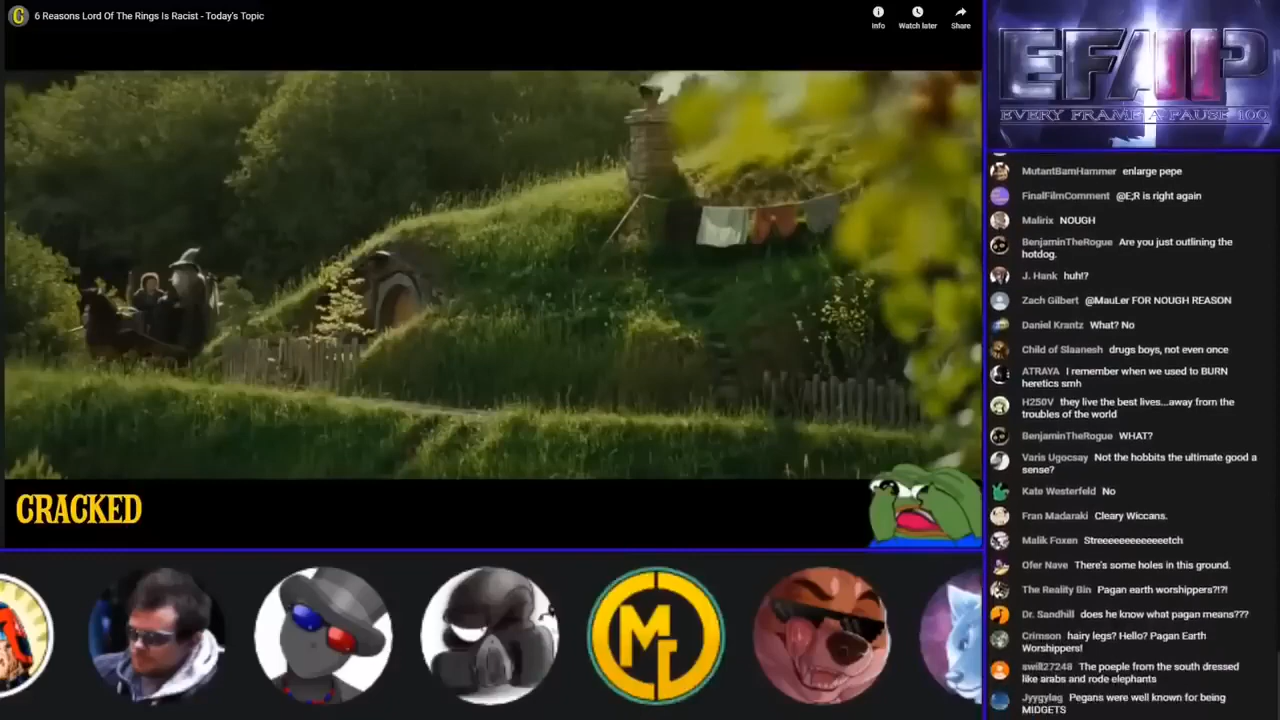 6 Reasons Lord Of The Rings Is Racist - Today's Topic
Info
Watch later
Share
CRACKED
EFAP
EVERY FRAME A PAUSE 100
MutantBamHammer enlarge pepe
FinalFilmComment @E;R is right again
Malirix NOUGH
BenjaminTheRogue Are you just outlining the
hotdog.
J. Hank huh!?
Zach Gilbert @MauLer FOR NOUGH REASON
Daniel Krantz What? No
Child of Slaanesh drugs boys, not even once
ATRAYA I remember when we used to BURN
heretics smh
H250V they live the best lives...away from the
troubles of the world
BenjaminTheRogue WHAT?
Varis Ugocsay Not the hobbits the ultimate good a
sense?
Kate Westerfeld No
Fran Madaraki Cleary Wiccans.
Malik Foxen Streeeeeeeeeeeeetch
Ofer Nave There's some holes in this ground.
The Reality Bin Pagan earth worshippers?!?!
Dr. Sandhill does he know what pagan means???
Crimson hairy legs? Hello? Pagan Earth
Worshippers!
swill27248 The poeple from the south dressed
like arabs and rode elephants
Jyygylag Pegans were well known for being
MIDGETS
ML